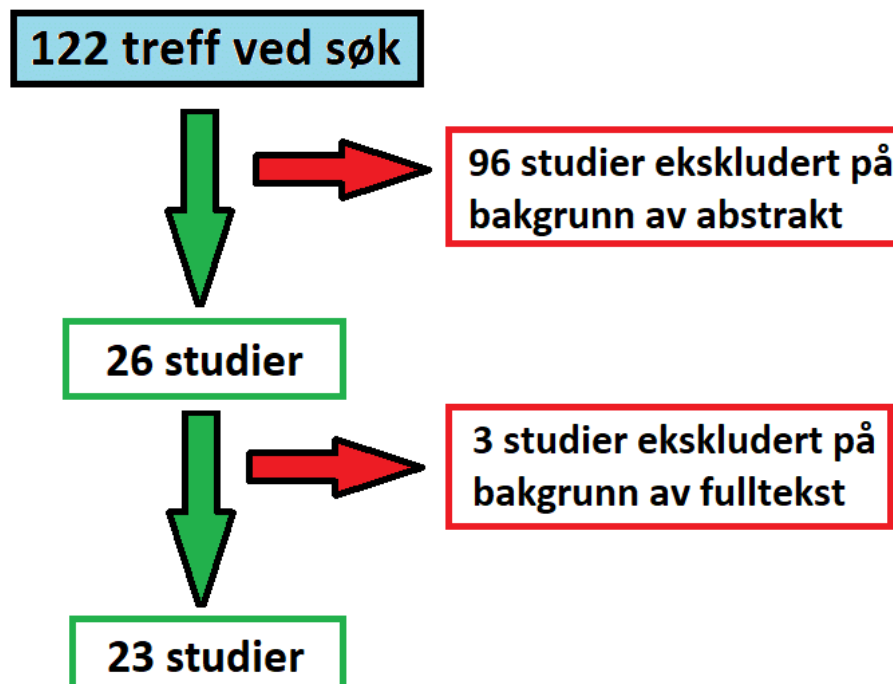 122 treff ved søk
96 studier ekskludert på
bakgrunn av abstrakt
26 studier
3 studier ekskludert på
bakgrunn av fulltekst
23 studier